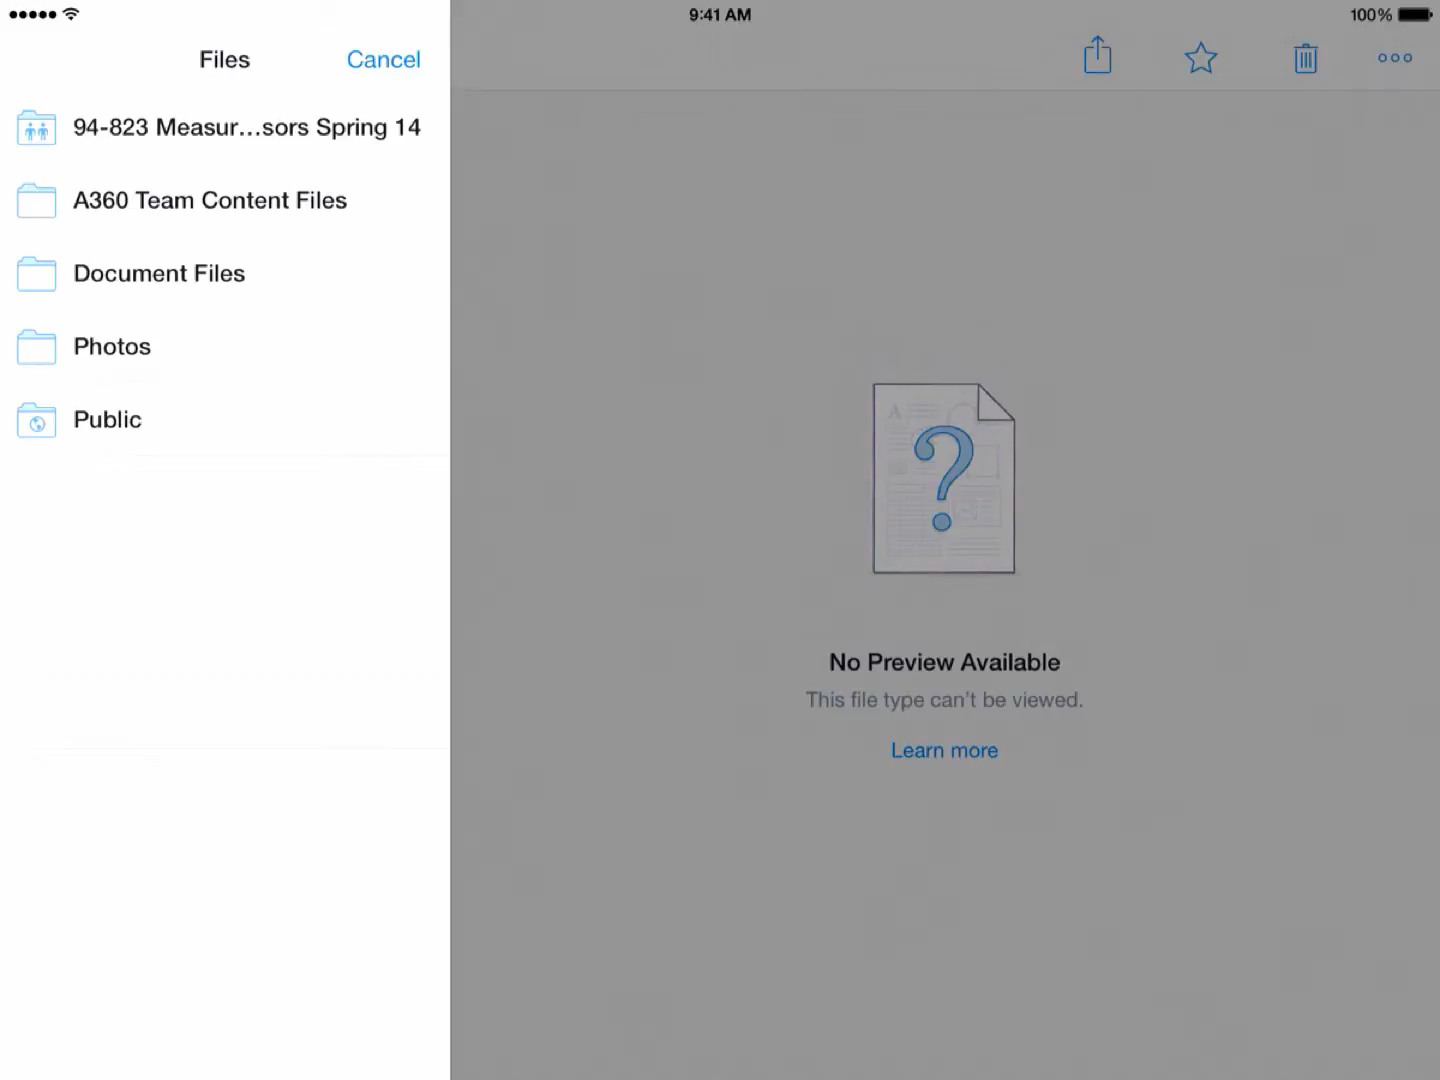 9:41 AM
100%
Files
Cancel
94-823 Measur...sors Spring 14
A360 Team Content Files
Document Files
Photos
Public
A
?
No Preview Available
This file type can't be viewed.
Learn more